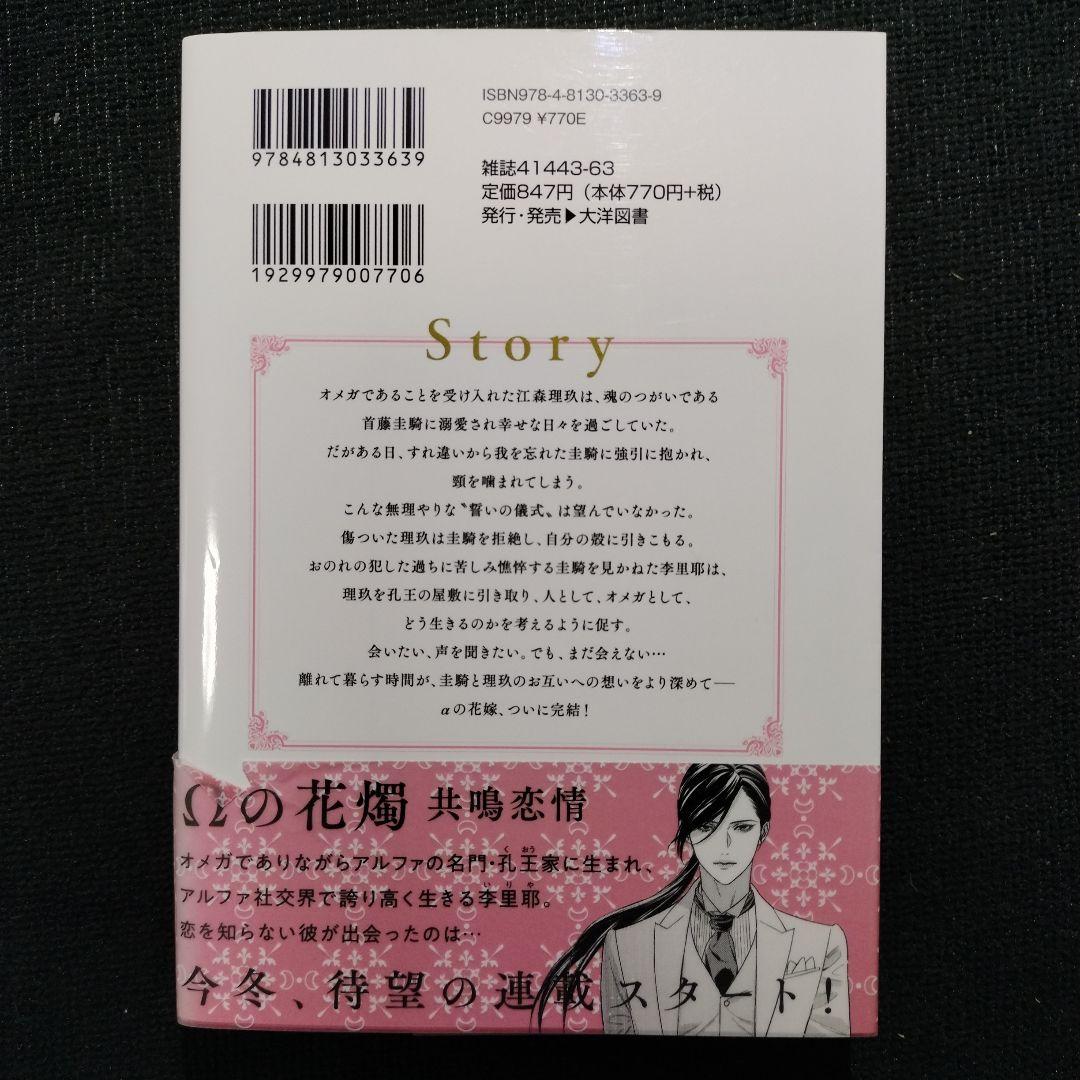 ISBN978-4-8130-3363-9
C9979 ¥770E
9784813033639
雑誌41443-63
定価847円（本体770円+税）
発行・発売▶大洋図書
1929979007706
Story
オメガであることを受け入れた江森理玖は、魂のつがいである
首藤圭騎に溺愛され幸せな日々を過ごしていた。
だがある日、すれ違いから我を忘れた圭騎に強引に抱かれ、
頸を噛まれてしまう。
こんな無理やりな〝誓いの儀式〟は望んでいなかった。
傷ついた理玖は圭騎を拒絶し、自分の殻に引きこもる。
おのれの犯した過ちに苦しみ憔悴する圭騎を見かねた李里耶は、
理玖を孔王の屋敷に引き取り、人として、オメガとして、
どう生きるのかを考えるように促す。
会いたい、声を聞きたい。でも、まだ会えない…
離れて暮らす時間が、圭騎と理玖のお互いへの想いをより深めて──
αの花嫁、ついに完結！
Ωの花燭 共鳴恋情
くおう
オメガでありながらアルファの名門・孔王家に生まれ、
いりや
アルファ社交界で誇り高く生きる李里耶。
恋を知らない彼が出会ったのは…
今冬、待望の連載スタート！